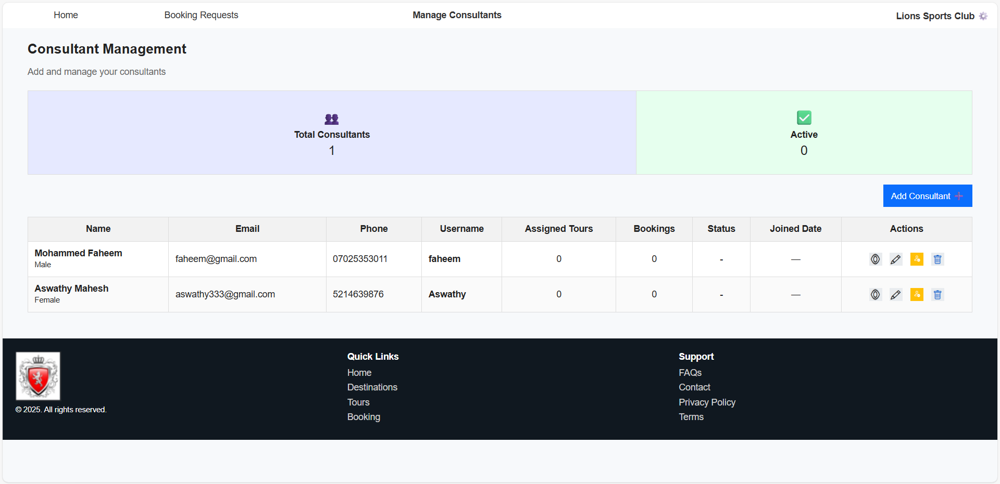 Home Booking Requests Manage Consultants Lions Sports Club
Consultant Management
Add and manage your consultants
Total Consultants
1
Active
0
Add Consultant
Name Email Phone Username Assigned Tours Bookings Status Joined Date Actions
Mohammed Faheem
Male
faheem@gmail.com 07025353011 faheem 0 0 - —
Aswathy Mahesh
Female
aswathy333@gmail.com 5214639876 Aswathy 0 0 - —
© 2025. All rights reserved.
Quick Links
Home
Destinations
Tours
Booking
Support
FAQs
Contact
Privacy Policy
Terms